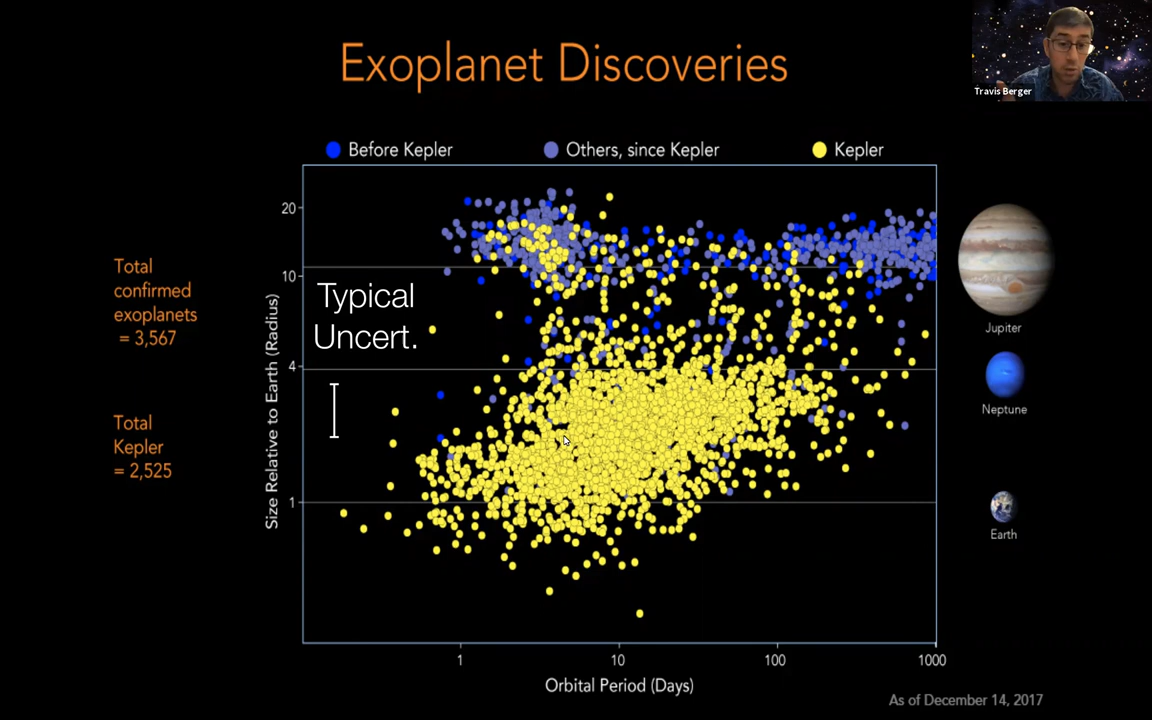 Exoplanet Discoveries
Travis Berger
Before Kepler
Others, since Kepler
Kepler
Total
confirmed
exoplanets
= 3,567
Total
Kepler
= 2,525
Size Relative to Earth (Radius)
20
10
4
1
Typical
Uncert.
Jupiter
Neptune
Earth
1
10
100
1000
Orbital Period (Days)
As of December 14, 2017